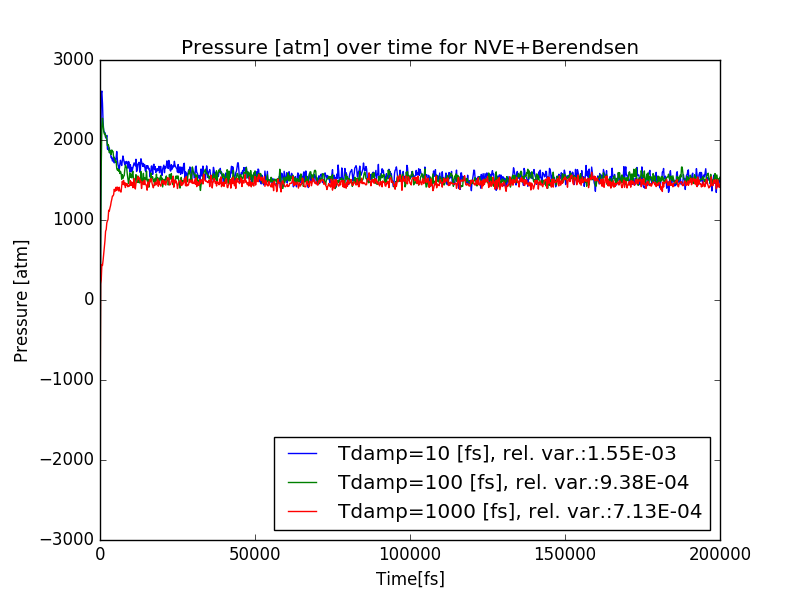 Pressure [atm] over time for NVE+Berendsen
3000
2000
1000
0
−1000
−2000
−3000
Pressure [atm]
Tdamp=10 [fs], rel. var.:1.55E-03
Tdamp=100 [fs], rel. var.:9.38E-04
Tdamp=1000 [fs], rel. var.:7.13E-04
0 50000 100000 150000 200000
Time[fs]